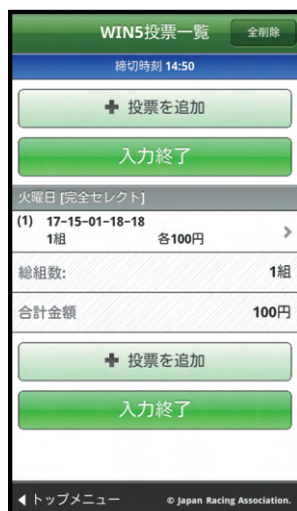 WIN5投票一覧 全削除
締切時刻 14:50
✚ 投票を追加
入力終了
火曜日 [完全セレクト]
(1) 17-15-01-18-18
1組 各100円
総組数: 1組
合計金額 100円
✚ 投票を追加
入力終了
◀ トップメニュー © Japan Racing Association.